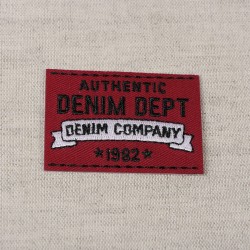 AUTHENTIC
DENIM DEPT
DENIM COMPANY
★1982★